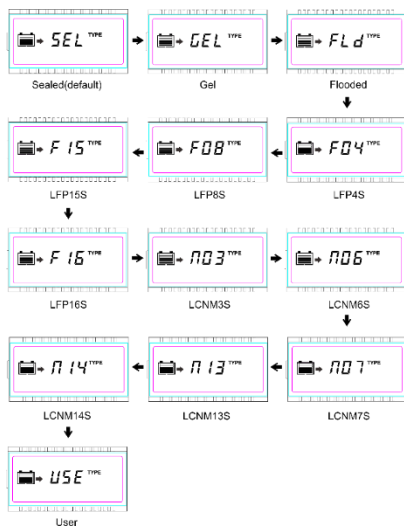 SEL TYPE
Sealed(default)
GEL TYPE
Gel
FLd TYPE
Flooded
F15 TYPE
LFP15S
F08 TYPE
LFP8S
F04 TYPE
LFP4S
F16 TYPE
LFP16S
N03 TYPE
LCNM3S
N06 TYPE
LCNM6S
N14 TYPE
LCNM14S
N13 TYPE
LCNM13S
N07 TYPE
LCNM7S
USE TYPE
User